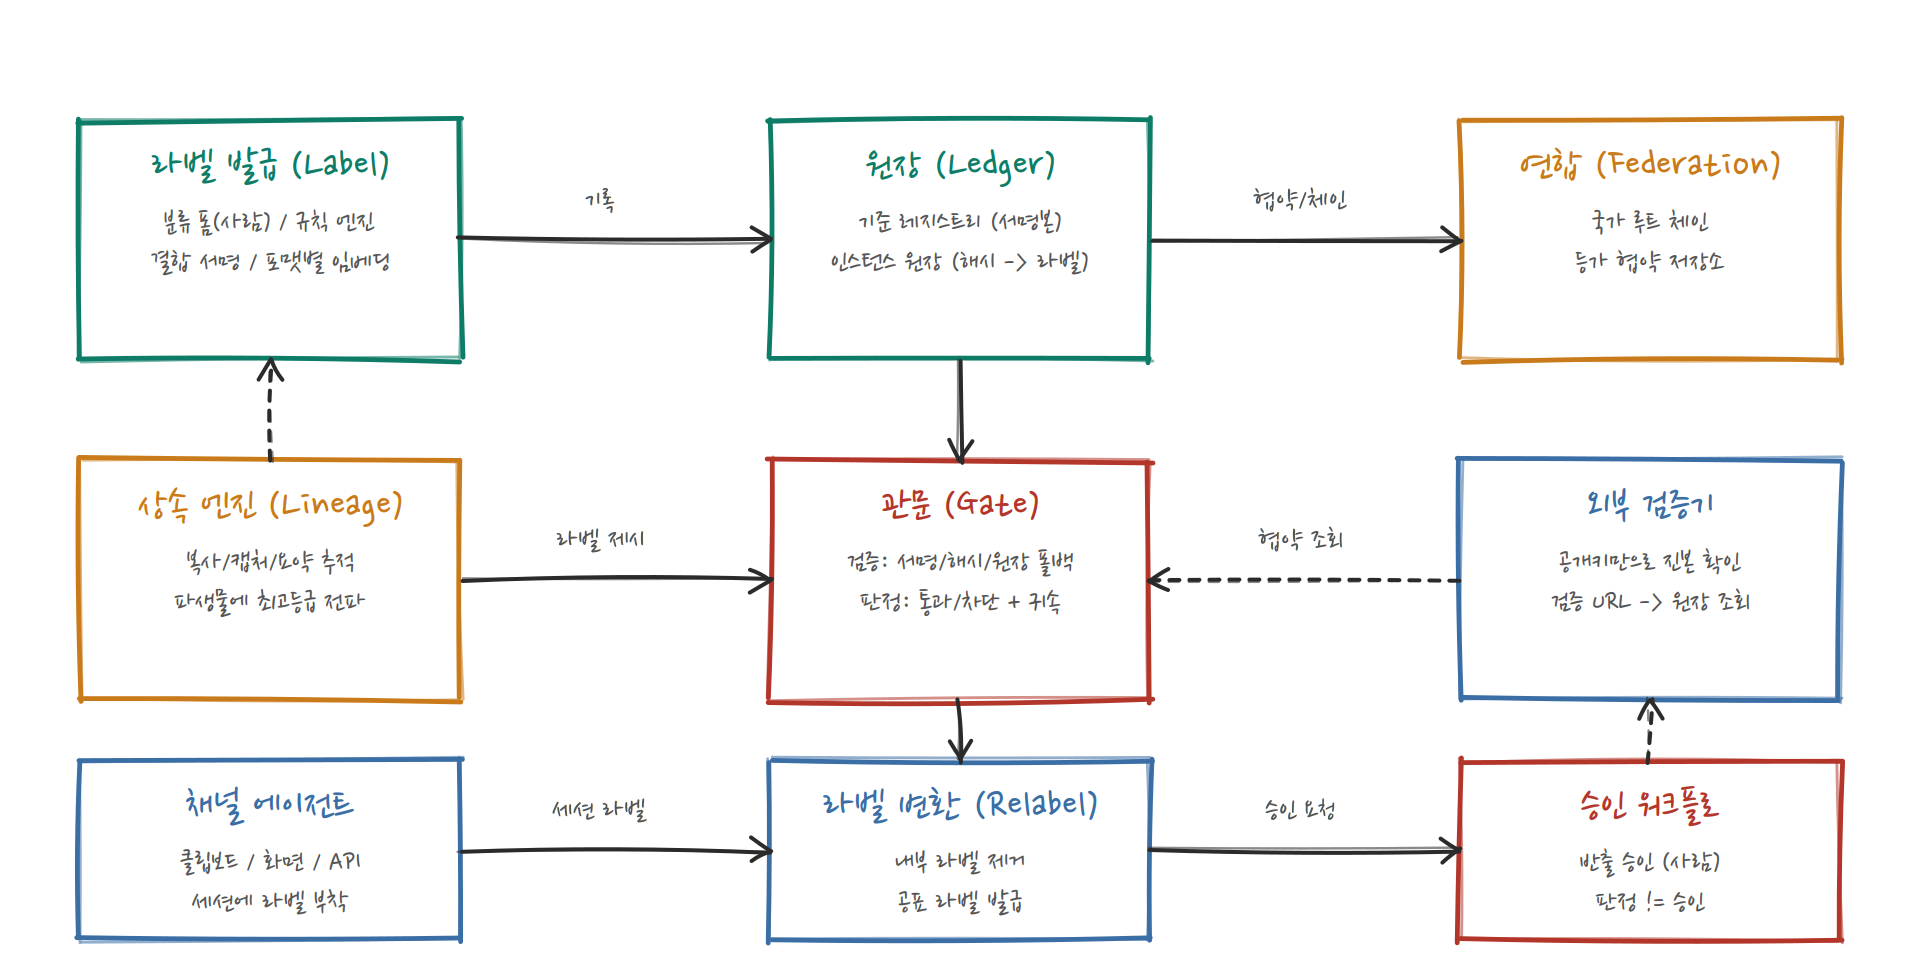 라벨 발급 (Label)
분류 폼(사람) / 규칙 엔진
결합 서명 / 포맷별 임베딩
기록
원장 (Ledger)
기준 레지스트리 (서명본)
인스턴스 원장 (해시 -> 라벨)
협약/체인
연합 (Federation)
국가 루트 체인
등가 협약 저장소
상속 엔진 (Lineage)
복사/캡처/요약 추적
파생물에 최고등급 전파
라벨 제시
관문 (Gate)
검증: 서명/해시/원장 폴백
판정: 통과/차단 + 귀속
협약 조회
외부 검증기
공개키만으로 진본 확인
검증 URL -> 원장 조회
채널 에이전트
클립보드 / 화면 / API
세션에 라벨 부착
세션 라벨
라벨 변환 (Relabel)
내부 라벨 제거
공표 라벨 발급
승인 요청
승인 워크플로
반출 승인 (사람)
판정 != 승인